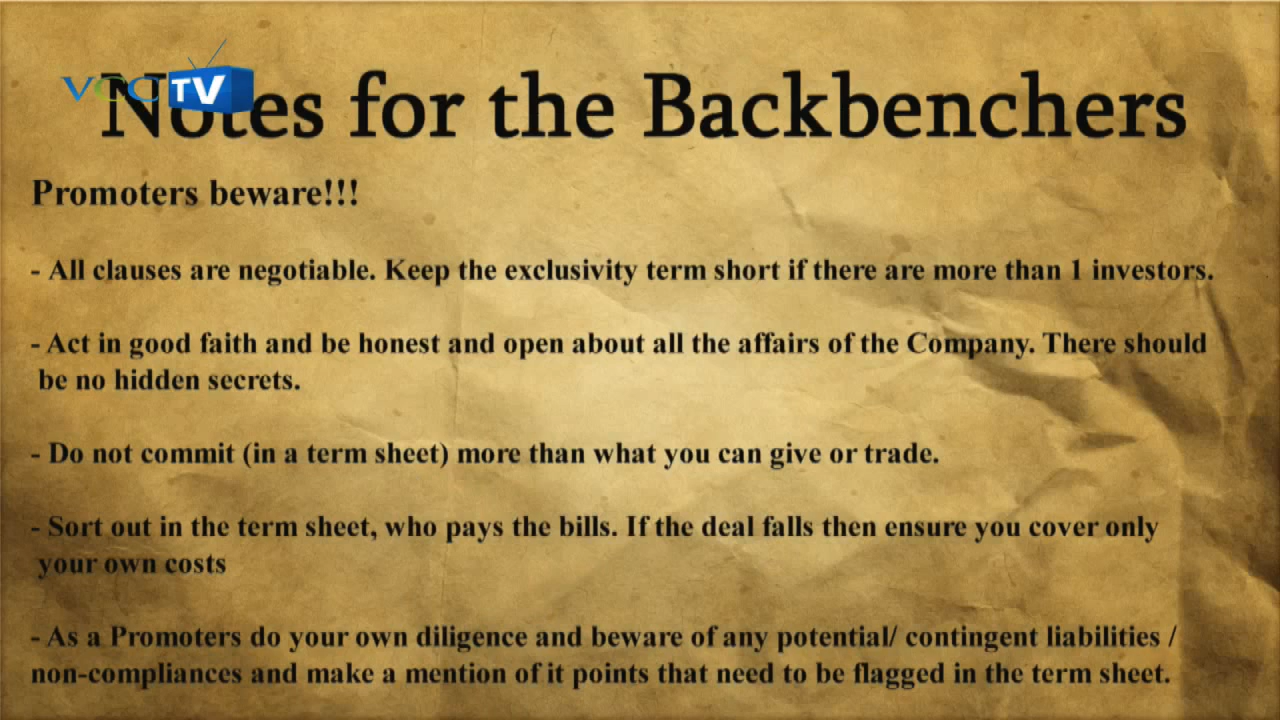 VCC TV
Notes for the Backbenchers
Promoters beware!!!
- All clauses are negotiable. Keep the exclusivity term short if there are more than 1 investors.
- Act in good faith and be honest and open about all the affairs of the Company. There should
be no hidden secrets.
- Do not commit (in a term sheet) more than what you can give or trade.
- Sort out in the term sheet, who pays the bills. If the deal falls then ensure you cover only
your own costs
- As a Promoters do your own diligence and beware of any potential/ contingent liabilities /
non-compliances and make a mention of it points that need to be flagged in the term sheet.